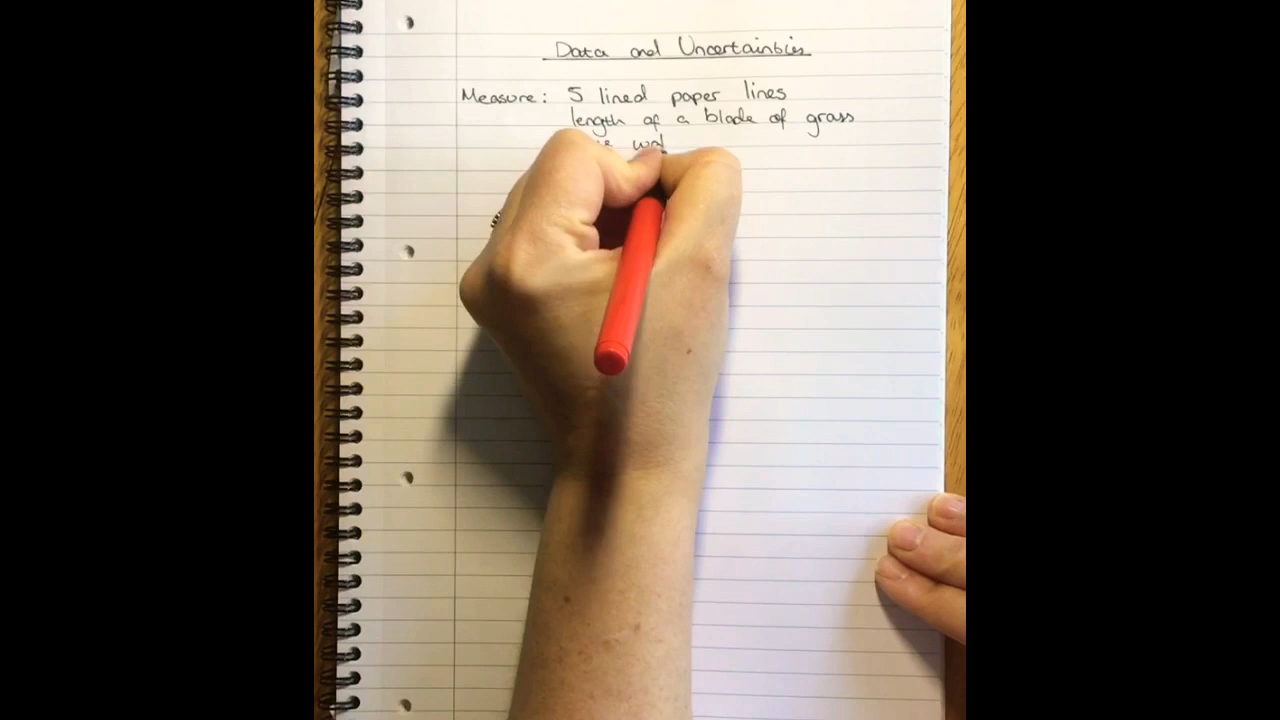 Data and Uncertainties
Measure: 5 lined paper lines
length of a blade of grass